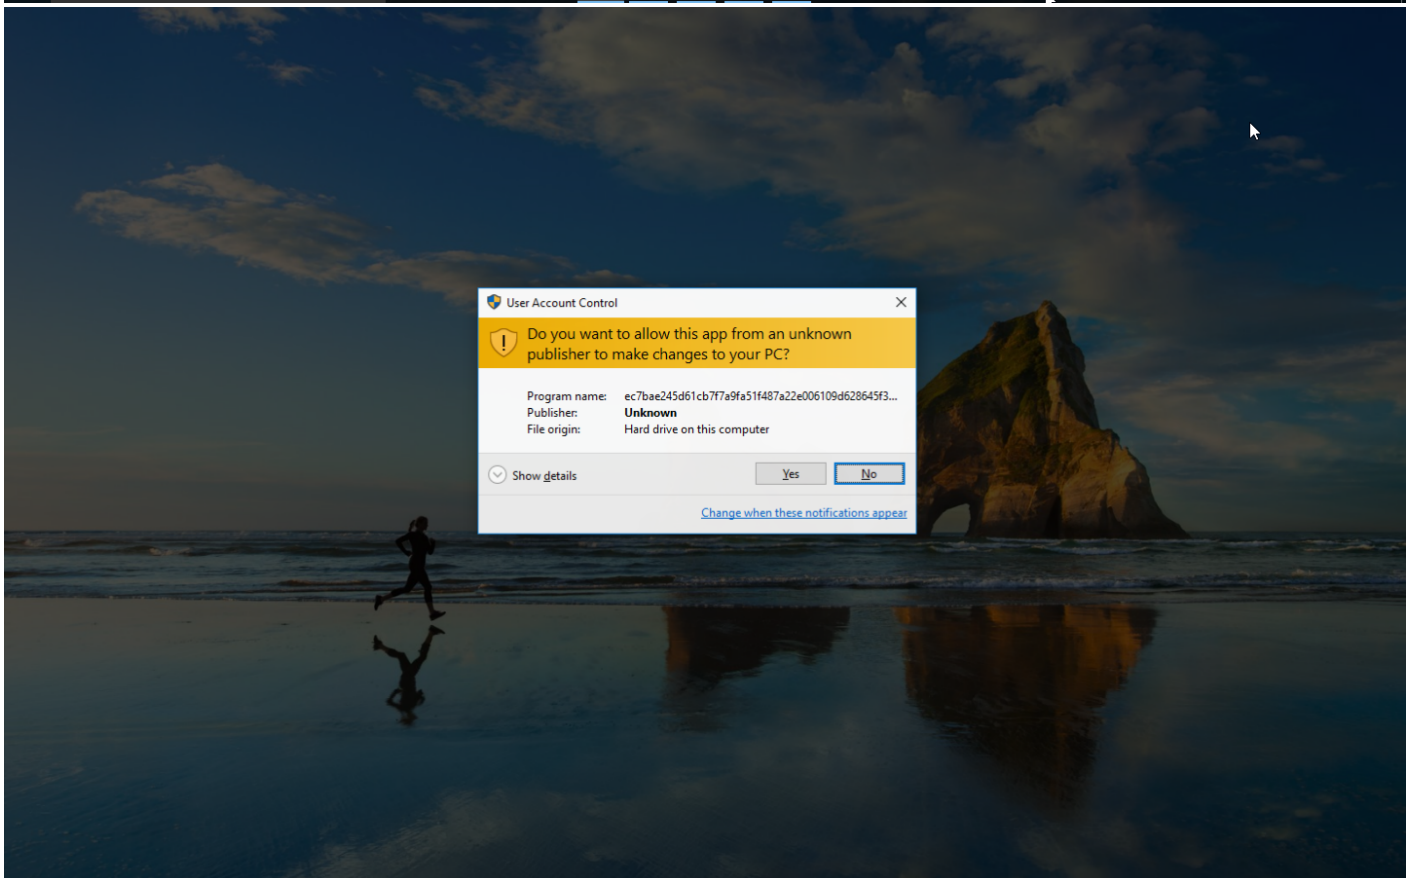 User Account Control
Do you want to allow this app from an unknown
publisher to make changes to your PC?
Program name: ec7bae245d61cb7f7a9fa51f487a22e006109d628645f3...
Publisher: Unknown
File origin: Hard drive on this computer
Show details
Yes
No
Change when these notifications appear